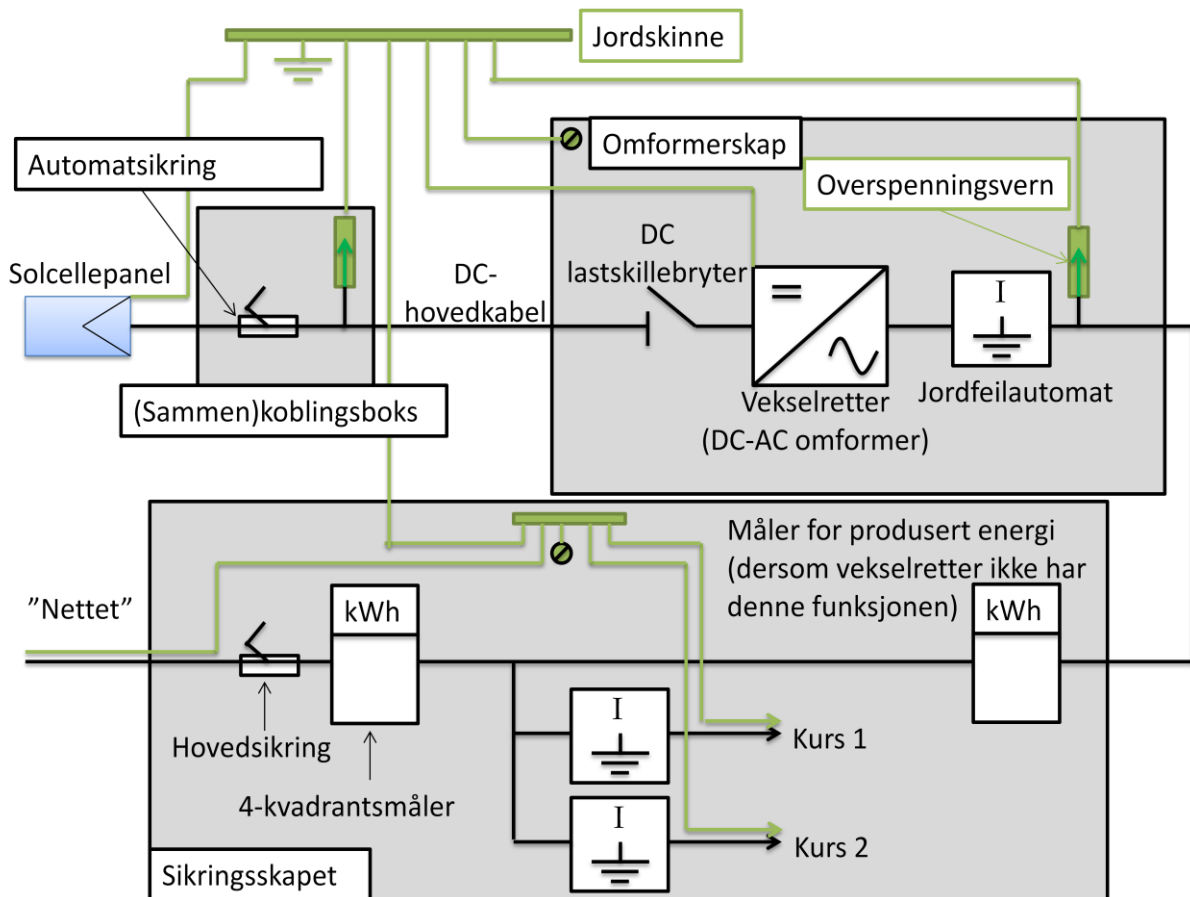 Jordskinne
Automatsikring
Omformerskap
Overspenningsvern
Solcellepanel
DC-
hovedkabel
DC
lastskillebryter
I
Jordfeilautomat
Vekselretter
(DC-AC omformer)
(Sammen)koblingsboks
Måler for produsert energi
(dersom vekselretter ikke har
denne funksjonen)
kWh
”Nettet”
kWh
Hovedsikring
4-kvadrantsmåler
I
Kurs 1
I
Kurs 2
Sikringsskapet